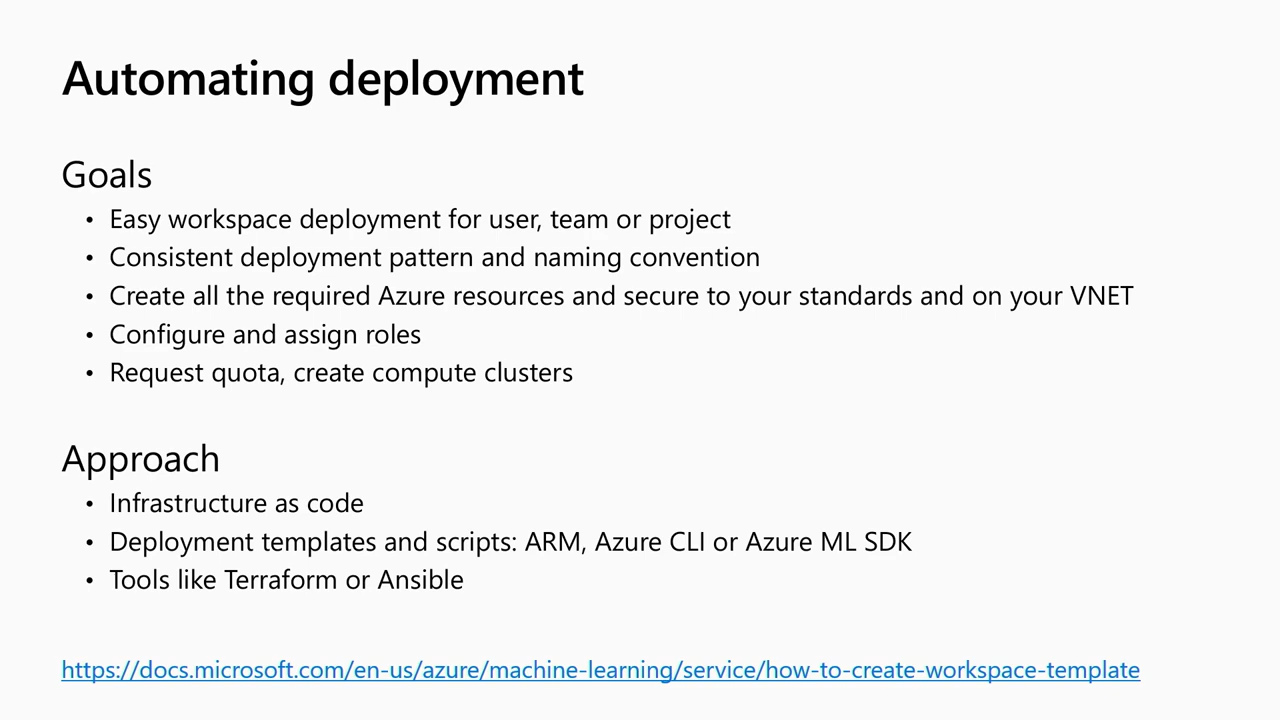 Automating deployment
Goals
• Easy workspace deployment for user, team or project
• Consistent deployment pattern and naming convention
• Create all the required Azure resources and secure to your standards and on your VNET
• Configure and assign roles
• Request quota, create compute clusters
Approach
• Infrastructure as code
• Deployment templates and scripts: ARM, Azure CLI or Azure ML SDK
• Tools like Terraform or Ansible
https://docs.microsoft.com/en-us/azure/machine-learning/service/how-to-create-workspace-template